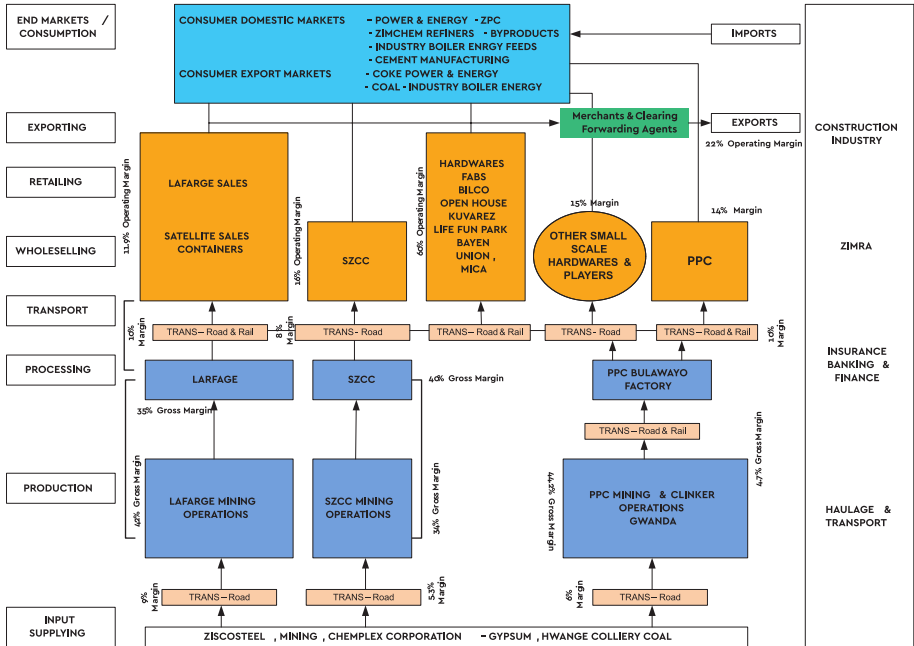 END MARKETS /
CONSUMPTION
CONSUMER DOMESTIC MARKETS – POWER & ENERGY - ZPC
- ZIMCHEM REFINERS - BYPRODUCTS
- INDUSTRY BOILER ENRGY FEEDS
- CEMENT MANUFACTURING
CONSUMER EXPORT MARKETS - COKE POWER & ENERGY
- COAL - INDUSTRY BOILER ENERGY
IMPORTS
EXPORTING
Merchants & Clearing
Forwarding Agents
EXPORTS
22% Operating Margin
CONSTRUCTION
INDUSTRY
RETAILING
11.9% Operating Margin
LAFARGE SALES
SATELLITE SALES
CONTAINERS
16% Operating Margin
SZCC
60% Operating Margin
HARDWARES
FABS
BILCO
OPEN HOUSE
KUVAREZ
LIFE FUN PARK
BAYEN
UNION ,
MICA
15% Margin
OTHER SMALL
SCALE
HARDWARES &
PLAYERS
14% Margin
PPC
WHOLESELLING
ZIMRA
TRANSPORT
10% Margin
TRANS– Road & Rail
8% Margin
TRANS- Road
TRANS– Road & Rail
TRANS- Road
TRANS– Road & Rail
10% Margin
PROCESSING
LARFAGE
35% Gross Margin
SZCC
40% Gross Margin
PPC BULAWAYO
FACTORY
INSURANCE
BANKING &
FINANCE
TRANS– Road & Rail
4.7% Gross Margin
PRODUCTION
42% Gross Margin
LAFARGE MINING
OPERATIONS
SZCC MINING
OPERATIONS
34% Gross Margin
44.2% Gross Margin
PPC MINING & CLINKER
OPERATIONS
GWANDA
HAULAGE &
TRANSPORT
9% Margin
TRANS– Road
TRANS– Road
5.3% Margin
6% Margin
TRANS– Road
INPUT
SUPPLYING
ZISCOSTEEL , MINING , CHEMPLEX CORPORATION – GYPSUM , HWANGE COLLIERY COAL